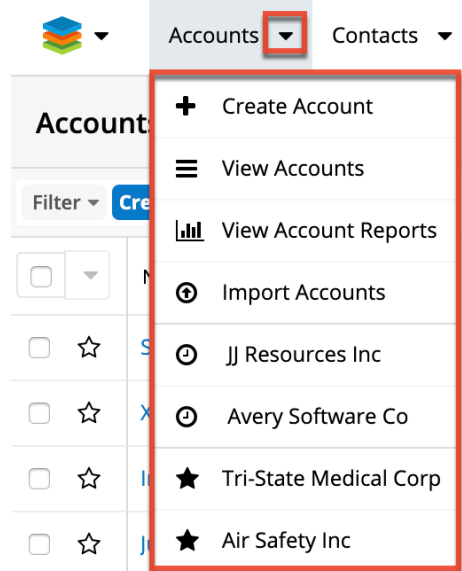 Accounts Contacts
Accounts
Create Account
View Accounts
View Account Reports
Import Accounts
JJ Resources Inc
Avery Software Co
Tri-State Medical Corp
Air Safety Inc
Filter